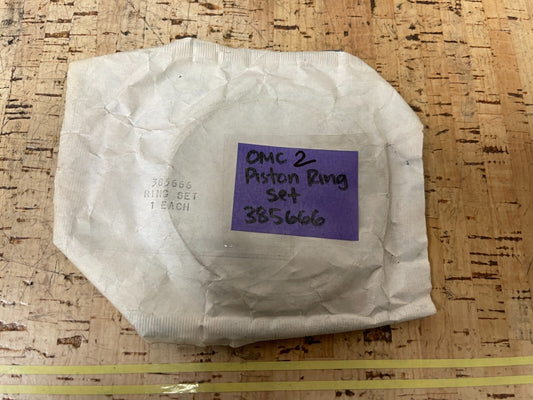 385666
RING SET
1 EACH
OMC 2
Piston Ring
Set
385666